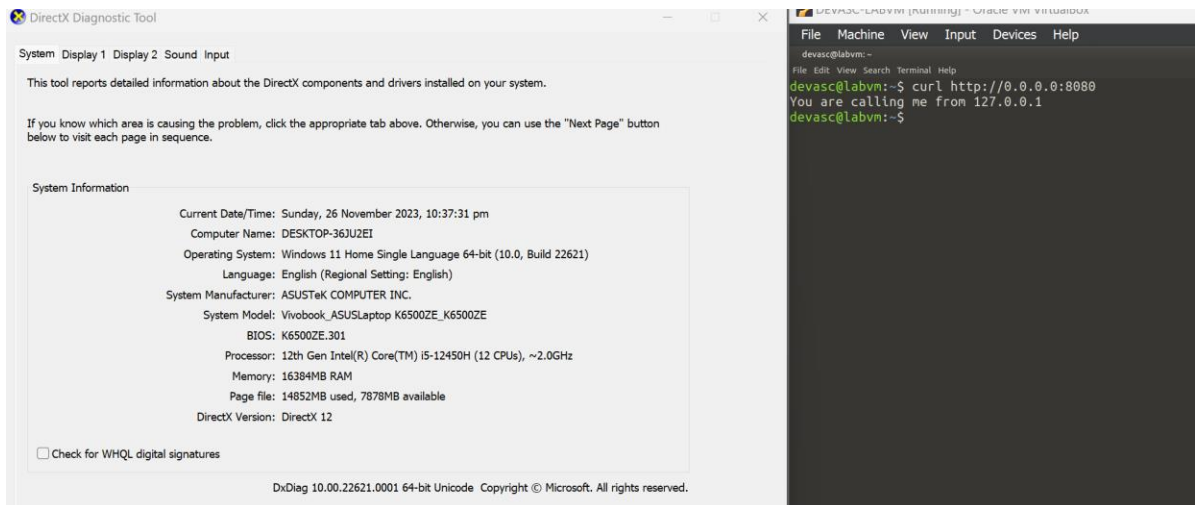 DirectX Diagnostic Tool
System Display 1 Display 2 Sound Input
This tool reports detailed information about the DirectX components and drivers installed on your system.
If you know which area is causing the problem, click the appropriate tab above. Otherwise, you can use the "Next Page" button
below to visit each page in sequence.
System Information
Current Date/Time: Sunday, 26 November 2023, 10:37:31 pm
Computer Name: DESKTOP-36JU2EI
Operating System: Windows 11 Home Single Language 64-bit (10.0, Build 22621)
Language: English (Regional Setting: English)
System Manufacturer: ASUSTeK COMPUTER INC.
System Model: Vivobook_ASUSLaptop K6500ZE_K6500ZE
BIOS: K6500ZE.301
Processor: 12th Gen Intel(R) Core(TM) i5-12450H (12 CPUs), ~2.0GHz
Memory: 16384MB RAM
Page file: 14852MB used, 7878MB available
DirectX Version: DirectX 12
Check for WHQL digital signatures
DxDiag 10.00.22621.0001 64-bit Unicode Copyright © Microsoft. All rights reserved.
DEVASC-LABVM [Running] - Oracle VM VirtualBox
File Machine View Input Devices Help
devasc@labvm: ~
File Edit View Search Terminal Help
devasc@labvm:~$ curl http://0.0.0.0:8080
You are calling me from 127.0.0.1
devasc@labvm:~$